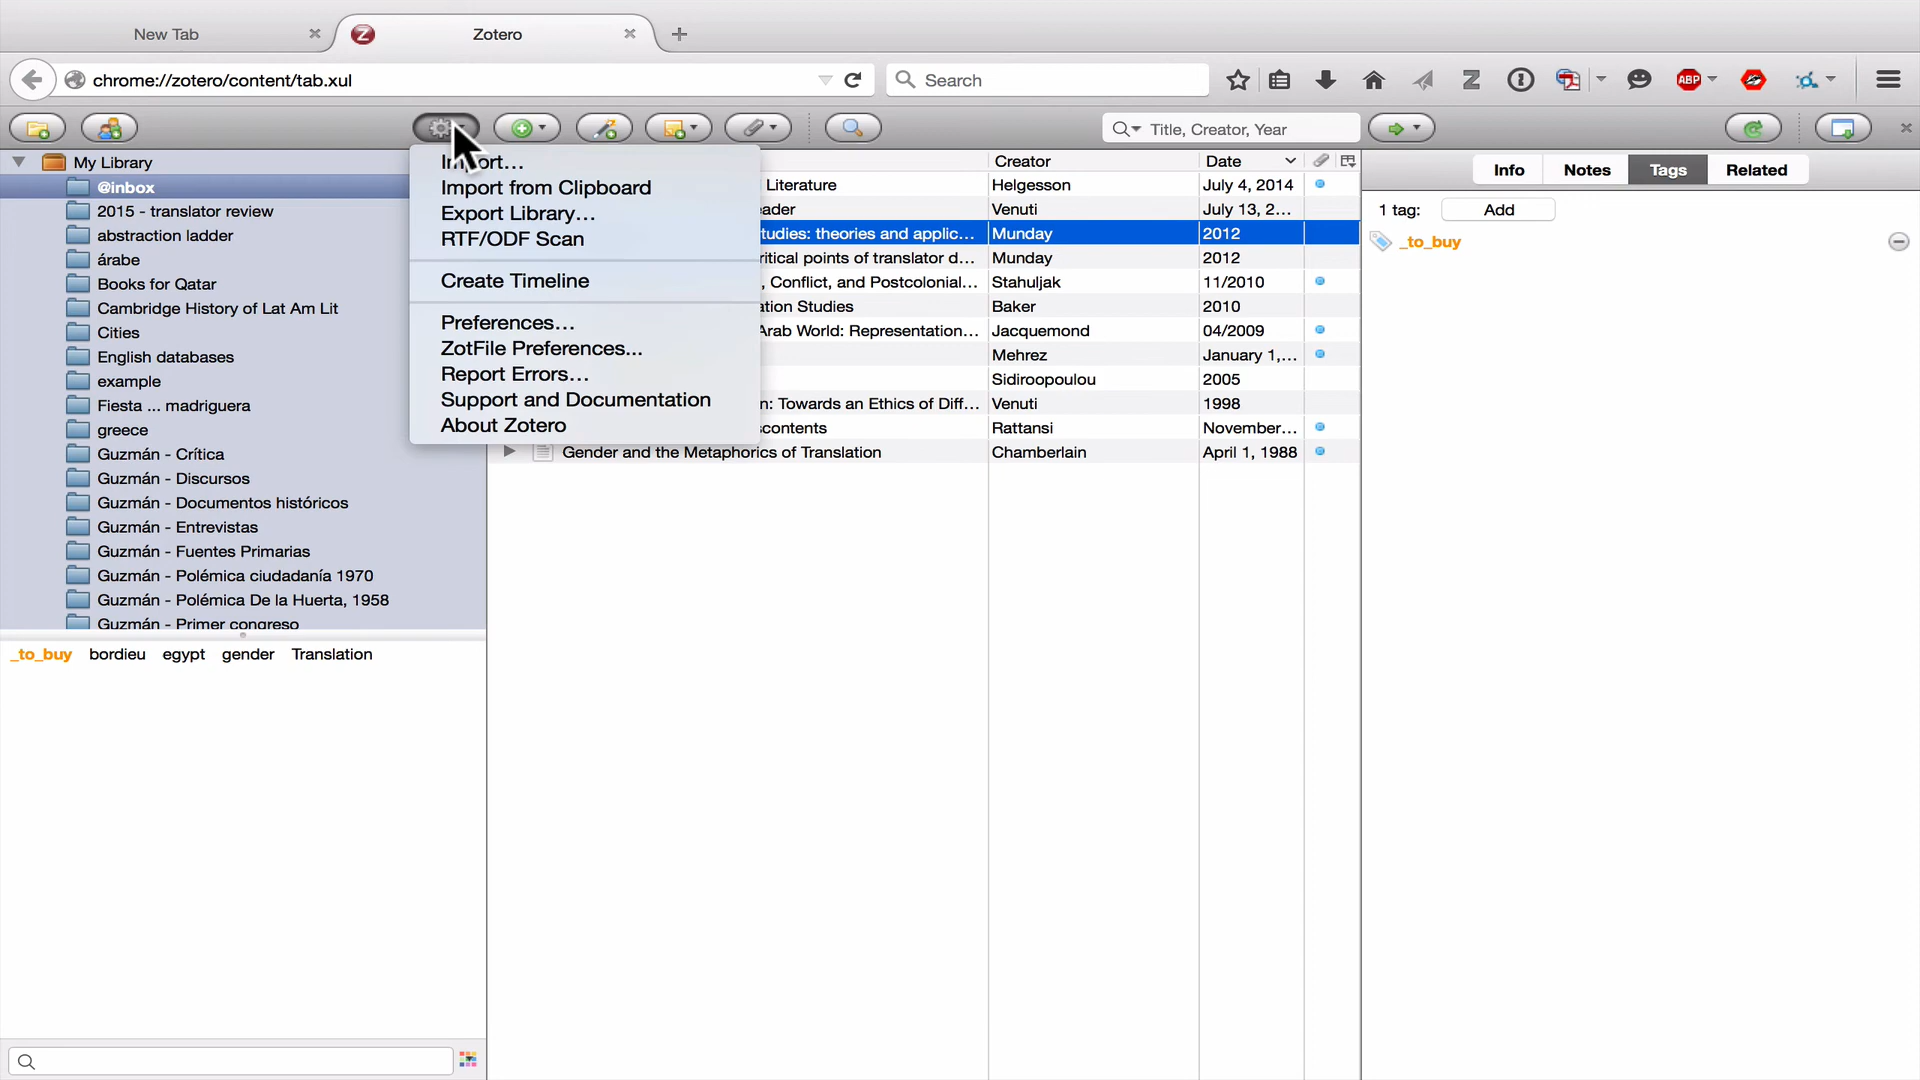 New Tab
Zotero
chrome://zotero/content/tab.xul
Search
ABP
Title, Creator, Year
My Library
@inbox
2015 - translator review
abstraction ladder
árabe
Books for Qatar
Cambridge History of Lat Am Lit
Cities
English databases
example
Fiesta ... madriguera
greece
Guzmán - Crítica
Guzmán - Discursos
Guzmán - Documentos históricos
Guzmán - Entrevistas
Guzmán - Fuentes Primarias
Guzmán - Polémica ciudadanía 1970
Guzmán - Polémica De la Huerta, 1958
Guzmán - Primer congreso
_to_buy bordieu egypt gender Translation
Import…
Import from Clipboard
Export Library…
RTF/ODF Scan
Create Timeline
Preferences…
ZotFile Preferences...
Report Errors…
Support and Documentation
About Zotero
Creator Date
Literature Helgesson July 4, 2014
eader Venuti July 13, 2…
tudies: theories and applic… Munday 2012
ritical points of translator d… Munday 2012
, Conflict, and Postcolonial… Stahuljak 11/2010
ation Studies Baker 2010
Arab World: Representation… Jacquemond 04/2009
Mehrez January 1,…
Sidiroopoulou 2005
n: Towards an Ethics of Diff… Venuti 1998
scontents Rattansi November…
Gender and the Metaphorics of Translation Chamberlain April 1, 1988
Info Notes Tags Related
1 tag: Add
_to_buy